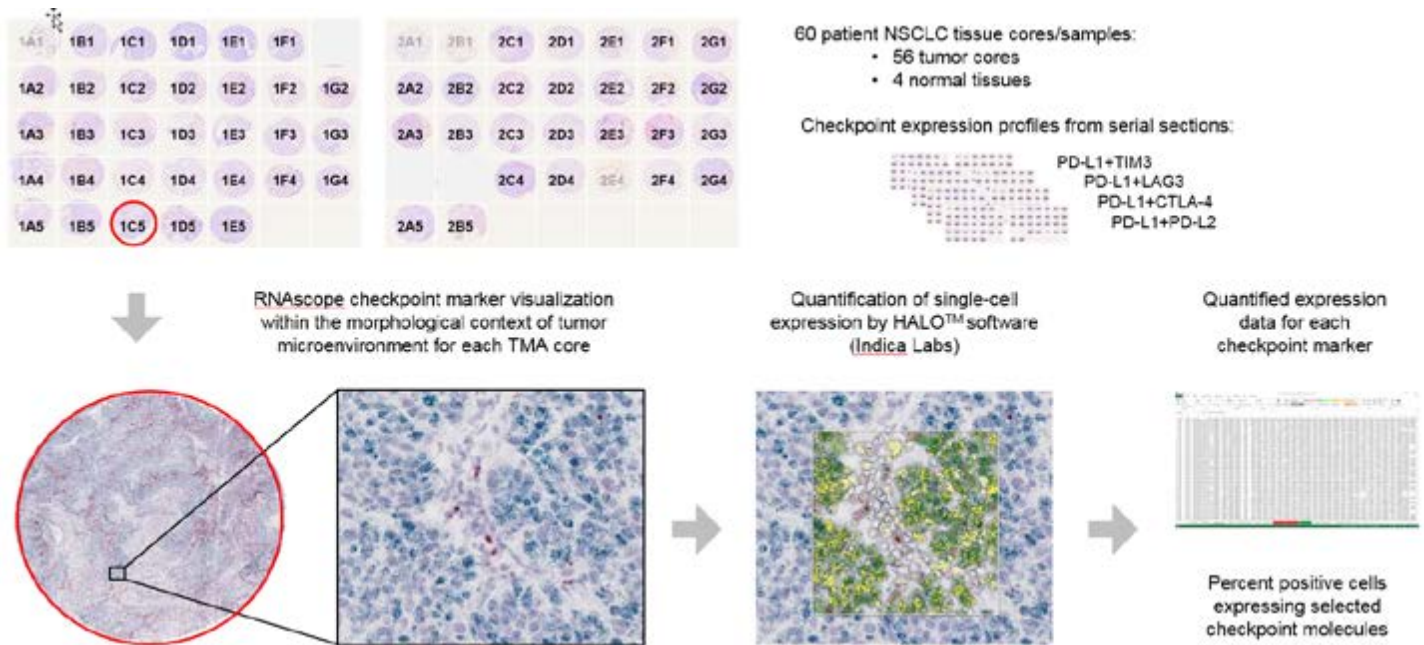 1A1 1B1 1C1 1D1 1E1 1F1
1A2 1B2 1C2 1D2 1E2 1F2 1G2
1A3 1B3 1C3 1D3 1E3 1F3 1G3
1A4 1B4 1C4 1D4 1E4 1F4 1G4
1A5 1B5 1C5 1D5 1E5
2A1 2B1 2C1 2D1 2E1 2F1 2G1
2A2 2B2 2C2 2D2 2E2 2F2 2G2
2A3 2B3 2C3 2D3 2E3 2F3 2G3
2C4 2D4 2E4 2F4 2G4
2A5 2B5
60 patient NSCLC tissue cores/samples:
• 56 tumor cores
• 4 normal tissues
Checkpoint expression profiles from serial sections:
PD-L1+TIM3
PD-L1+LAG3
PD-L1+CTLA-4
PD-L1+PD-L2
RNAscope checkpoint marker visualization
within the morphological context of tumor
microenvironment for each TMA core
Quantification of single-cell
expression by HALO™ software
(Indica Labs)
Quantified expression
data for each
checkpoint marker
Percent positive cells
expressing selected
checkpoint molecules